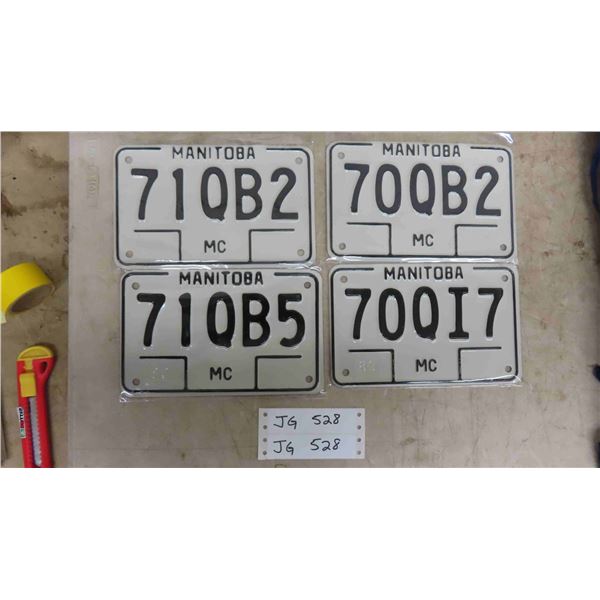 MANITOBA
71QB2
MC
MANITOBA
70QB2
MC
MANITOBA
71QB5
MC
MANITOBA
70QI7
MC
JG 528
JG 528